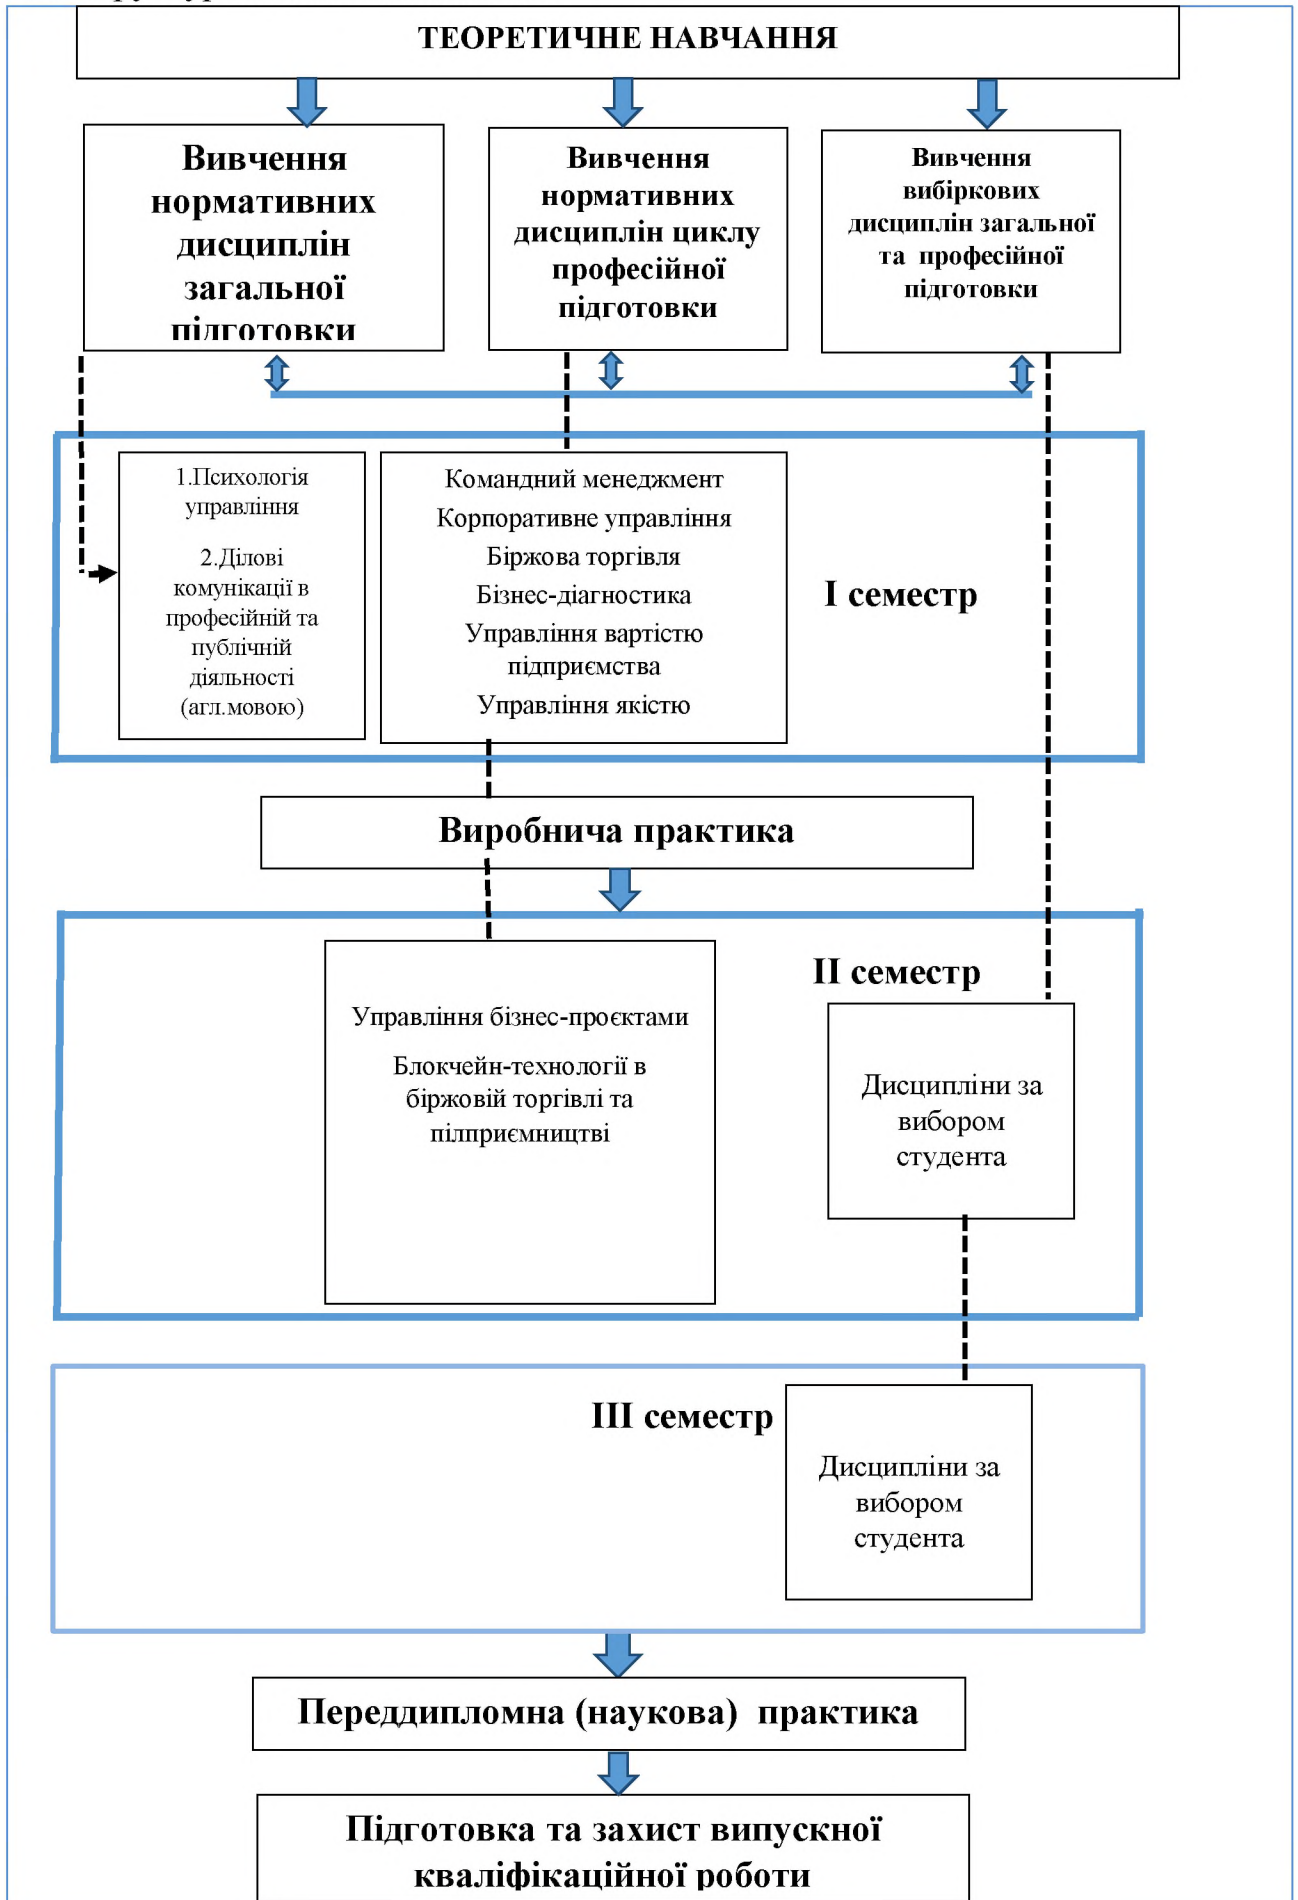 ТЕОРЕТИЧНЕ НАВЧАННЯ
Вивчення
нормативних
дисциплін
загальної
підготовки
Вивчення
нормативних
дисциплін циклу
професійної
підготовки
Вивчення
вибіркових
дисциплін загальної
та професійної
підготовки
1.Психологія
управління
2.Ділові
комунікації в
професійній та
публічній
діяльності
(агл.мовою)
Командний менеджмент
Корпоративне управління
Біржова торгівля
Бізнес-діагностика
Управління вартістю
підприємства
Управління якістю
І семестр
Виробнича практика
ІІ семестр
Управління бізнес-проєктами
Блокчейн-технології в
біржовій торгівлі та
пілприємництві
Дисципліни за
вибором
студента
ІІІ семестр
Дисципліни за
вибором
студента
Переддипломна (наукова) практика
Підготовка та захист випускної
кваліфікаційної роботи